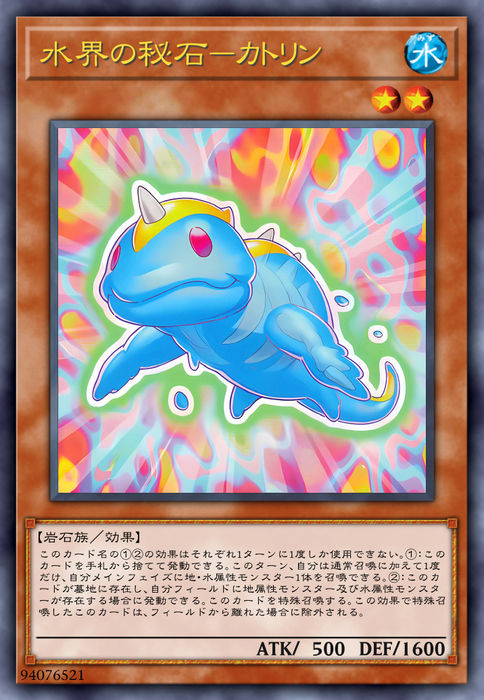 水界の秘石－カトリン
みず
水
【岩石族／効果】
このカード名の①②の効果はそれぞれ1ターンに1度しか使用できない。①：この
カードを手札から捨てて発動できる。このターン、自分は通常召喚に加えて1度
だけ、自分メインフェイズに地・水属性モンスター1体を召喚できる。②：このカ
ードが墓地に存在し、自分フィールドに地属性モンスター及び水属性モンス
ターが存在する場合に発動できる。このカードを特殊召喚する。この効果で特殊召
喚したこのカードは、フィールドから離れた場合に除外される。
ATK/ 500 DEF/1600
94076521